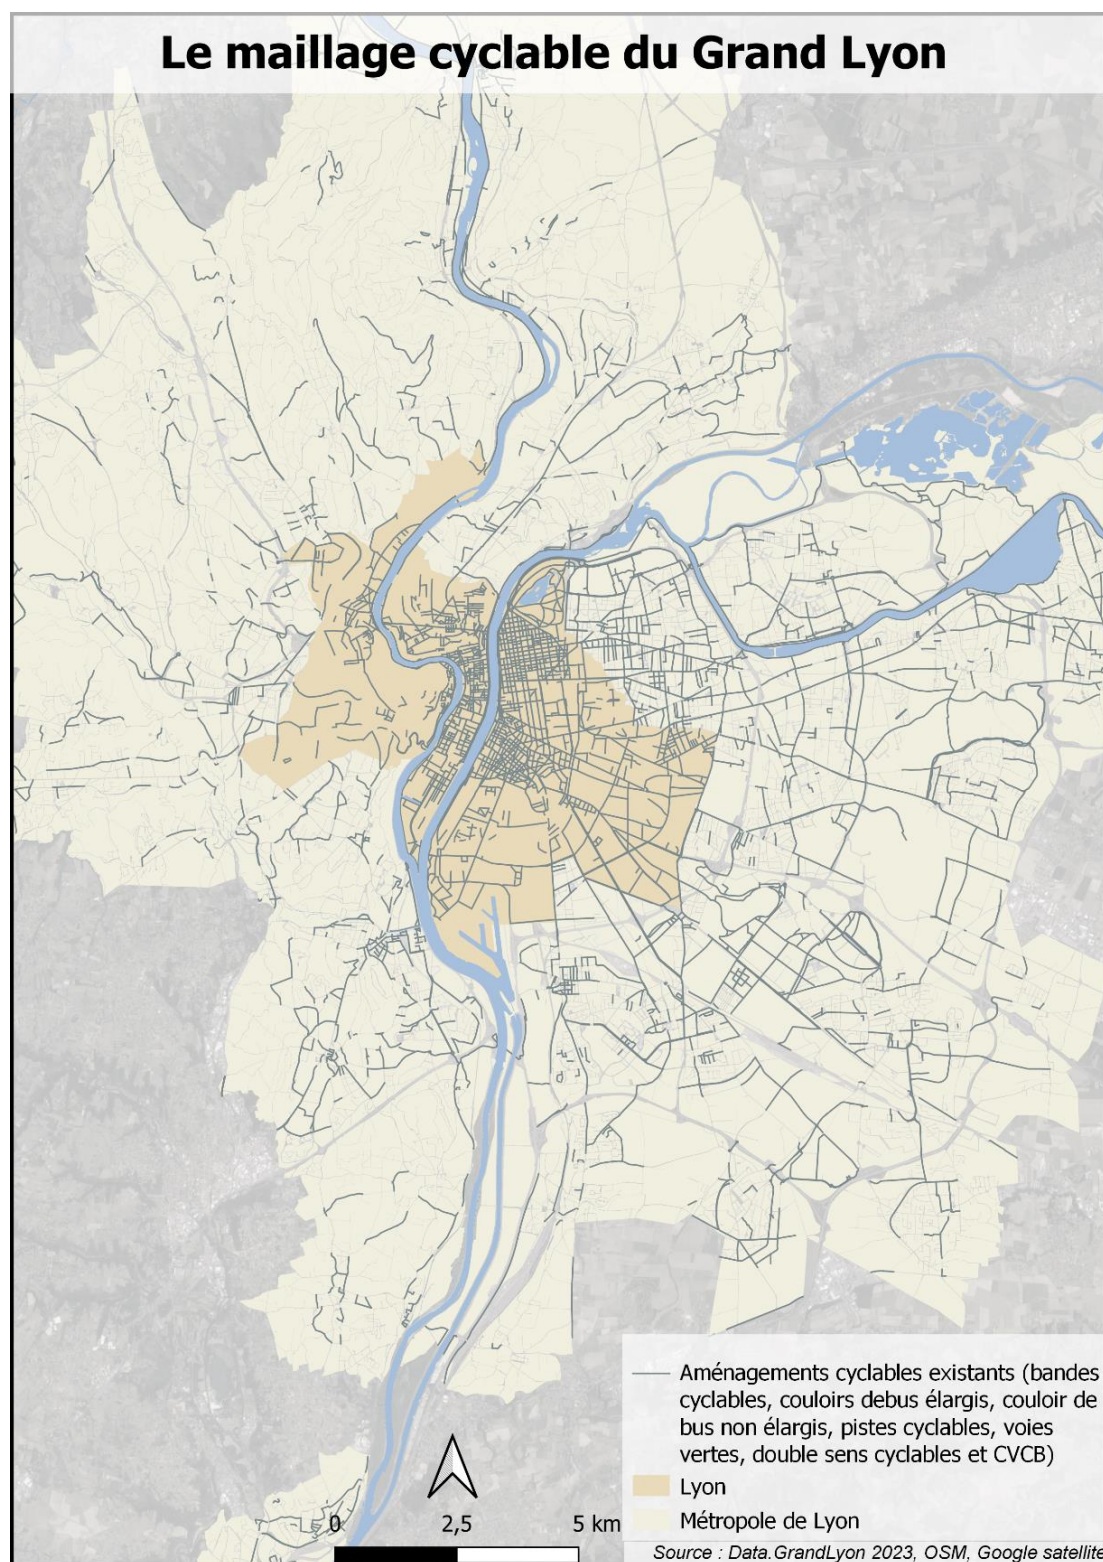 Le maillage cyclable du Grand Lyon
Aménagements cyclables existants (bandes
cyclables, couloirs debus élargis, couloir de
bus non élargis, pistes cyclables, voies
vertes, double sens cyclables et CVCB)
Lyon
Métropole de Lyon
0 2,5 5 km
Source : Data.GrandLyon 2023, OSM, Google satellite